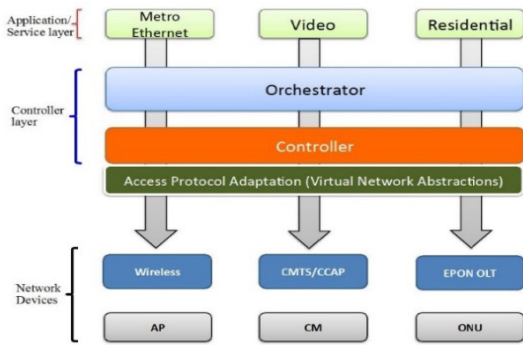 Application/
Service layer
Metro
Ethernet
Video
Residential
Controller
layer
Orchestrator
Controller
Access Protocol Adaptation (Virtual Network Abstractions)
Network
Devices
Wireless
CMTS/CCAP
EPON OLT
AP
CM
ONU